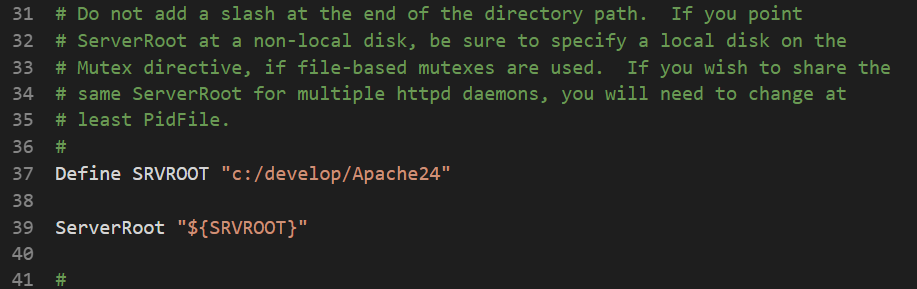 31 # Do not add a slash at the end of the directory path.  If you point
32 # ServerRoot at a non-local disk, be sure to specify a local disk on the
33 # Mutex directive, if file-based mutexes are used.  If you wish to share the
34 # same ServerRoot for multiple httpd daemons, you will need to change at
35 # least PidFile.
36 #
37 Define SRVROOT "c:/develop/Apache24"
38
39 ServerRoot "${SRVROOT}"
40
41 #